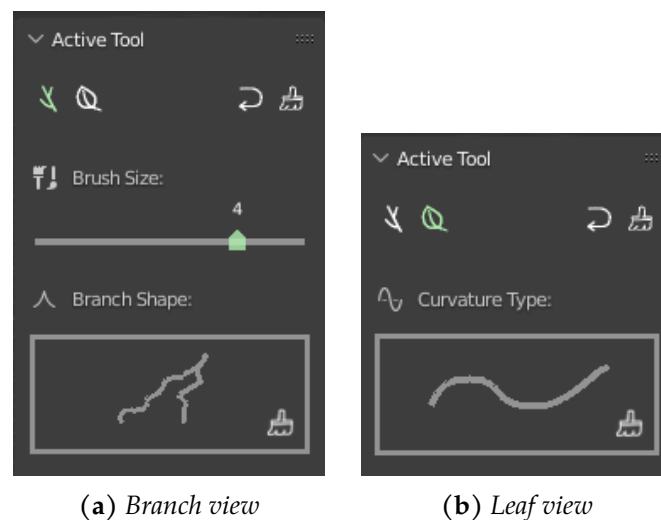 Active Tool
Brush Size:
4
Branch Shape:
(a) Branch view
Active Tool
Curvature Type:
(b) Leaf view